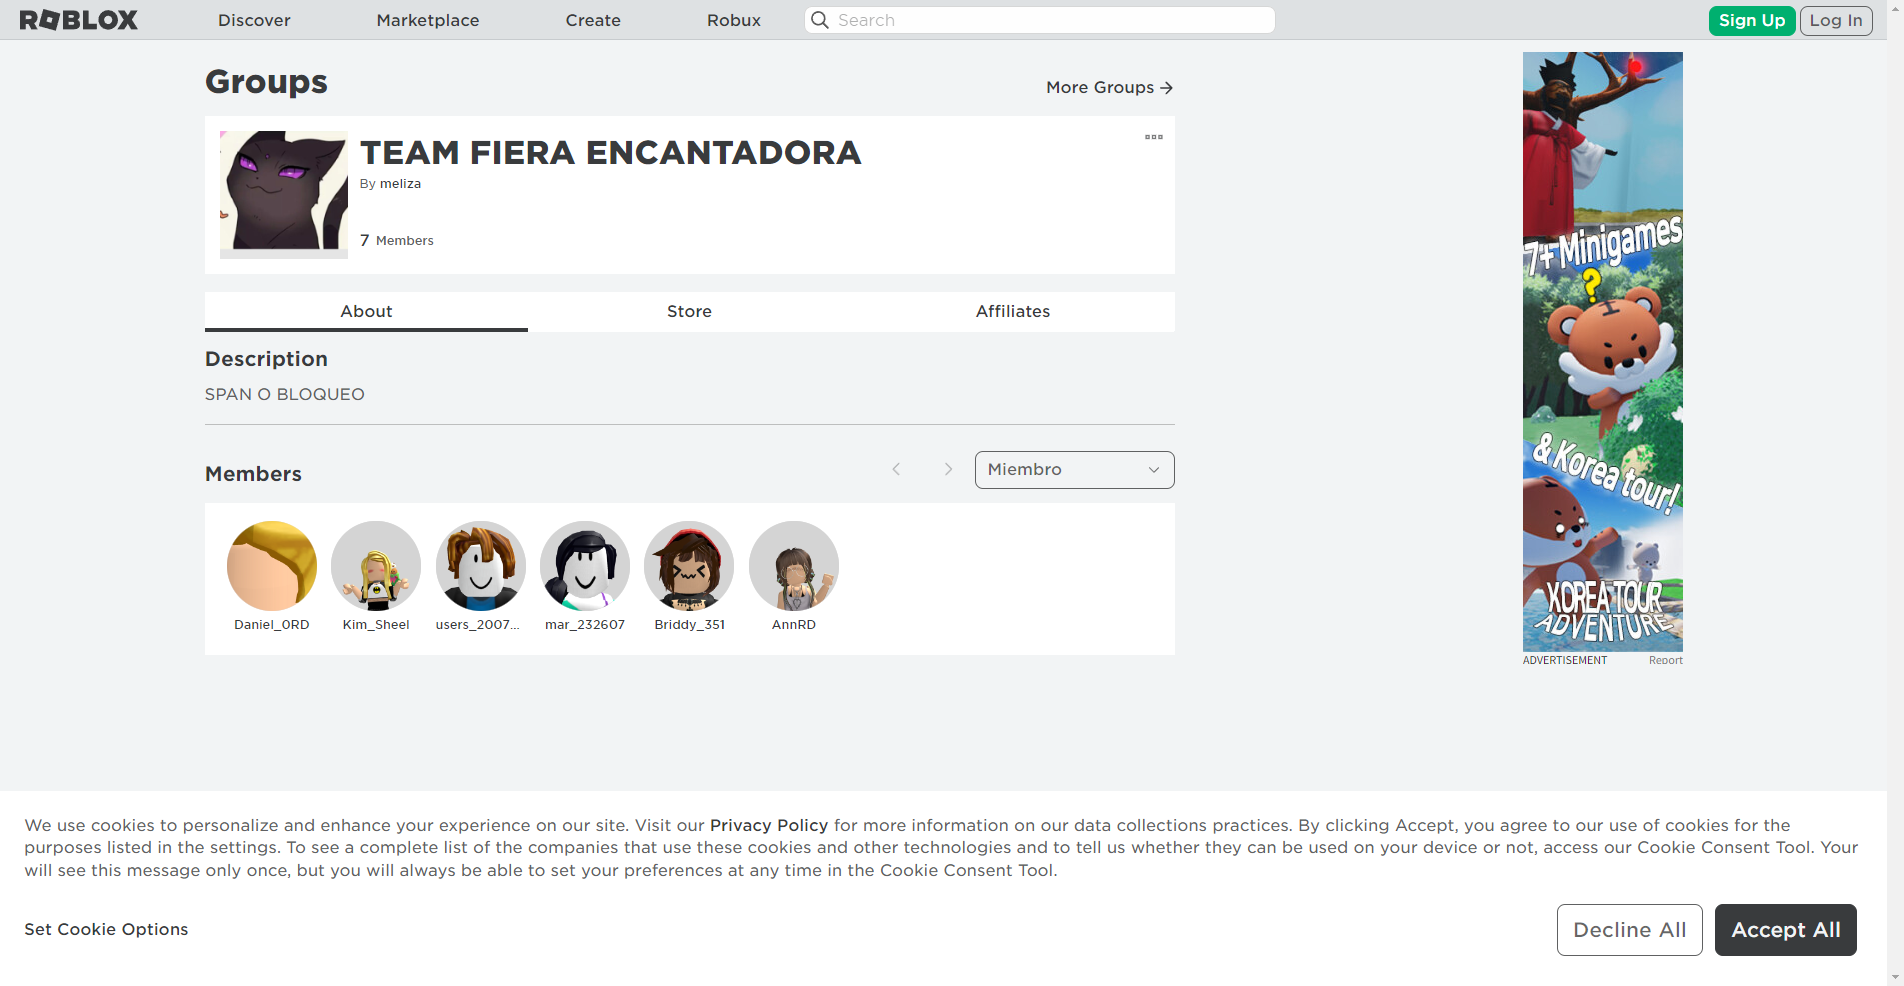 ROBLOX
Discover
Marketplace
Create
Robux
Search
Sign Up
Log In
Groups
More Groups
TEAM FIERA ENCANTADORA
By meliza
7 Members
About
Store
Affiliates
Description
SPAN O BLOQUEO
Members
Miembro
Daniel_0RD
Kim_Sheel
users_2007...
mar_232607
Briddy_351
AnnRD
7+ Minigames
?
& Korea tour!
KOREA TOUR
ADVENTURE
ADVERTISEMENT
Report
We use cookies to personalize and enhance your experience on our site. Visit our Privacy Policy for more information on our data collections practices. By clicking Accept, you agree to our use of cookies for the
purposes listed in the settings. To see a complete list of the companies that use these cookies and other technologies and to tell us whether they can be used on your device or not, access our Cookie Consent Tool. Your
will see this message only once, but you will always be able to set your preferences at any time in the Cookie Consent Tool.
Set Cookie Options
Decline All
Accept All